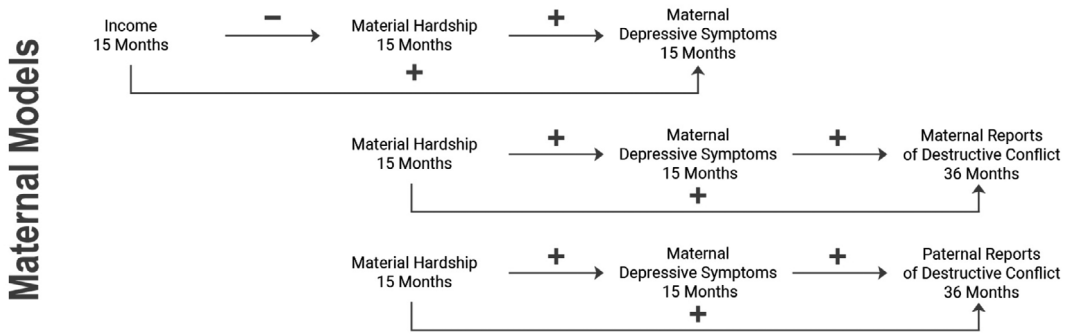 Maternal Models
Income
15 Months
−
Material Hardship
15 Months
+
Maternal
Depressive Symptoms
15 Months
+
Material Hardship
15 Months
+
Maternal
Depressive Symptoms
15 Months
+
Maternal Reports
of Destructive Conflict
36 Months
+
Material Hardship
15 Months
+
Maternal
Depressive Symptoms
15 Months
+
Paternal Reports
of Destructive Conflict
36 Months
+